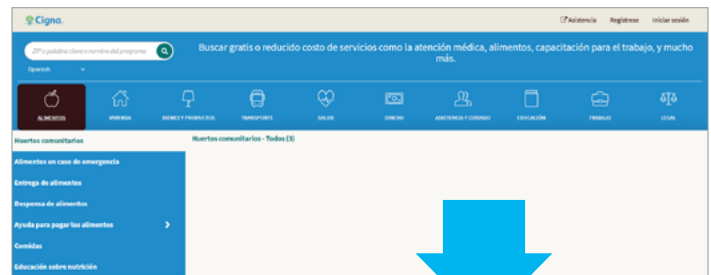 Cigna.
Asistencia Regístrese Iniciar sesión
ZIP o palabra clave o nombre del programa
Spanish
Buscar gratis o reducido costo de servicios como la atención médica, alimentos, capacitación para el trabajo, y mucho
más.
ALIMENTOS VIVIENDA BIENES Y PRODUCTOS TRANSPORTE SALUD DINERO ASISTENCIA Y CUIDADO EDUCACIÓN TRABAJO LEGAL
Huertos comunitarios
Huertos comunitarios - Todos (3)
Alimentos en caso de emergencia
Entrega de alimentos
Despensa de alimentos
Ayuda para pagar los alimentos
Comidas
Educación sobre nutrición